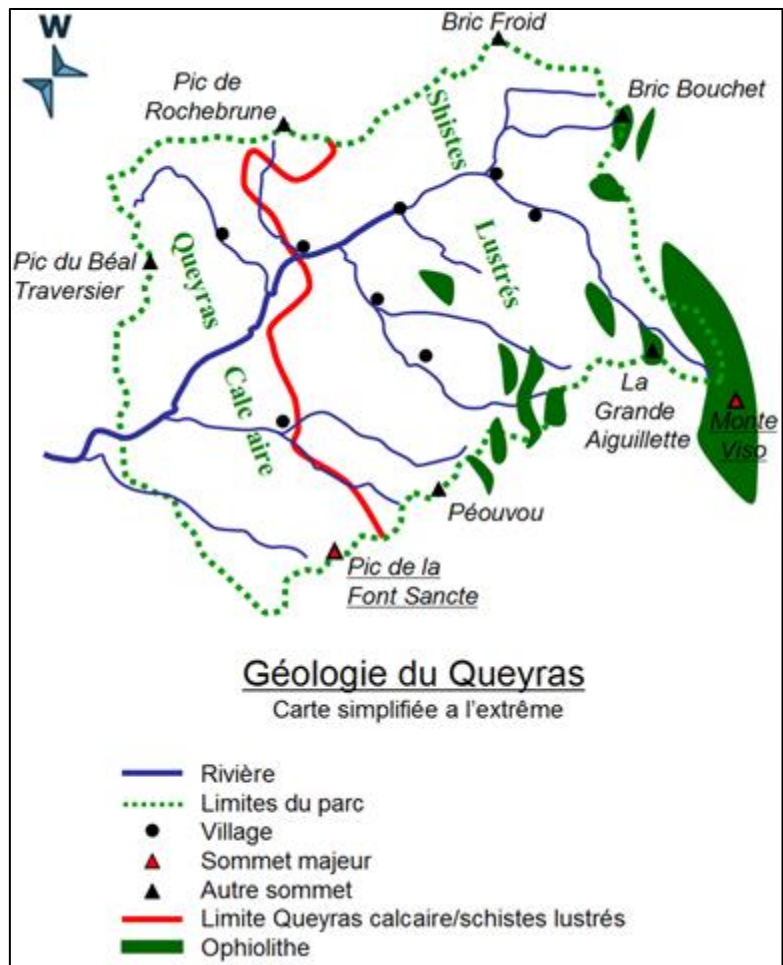 W
Bric Froid
Pic de
Rochebrune
Shistes
Bric Bouchet
Queyras
Lustrés
Pic du Béal
Traversier
Calcaire
La
Grande
Aiguillette
Monte
Viso
Péouvou
Pic de la
Font Sancte
Géologie du Queyras
Carte simplifiée a l'extrême
Rivière
Limites du parc
Village
Sommet majeur
Autre sommet
Limite Queyras calcaire/schistes lustrés
Ophiolithe